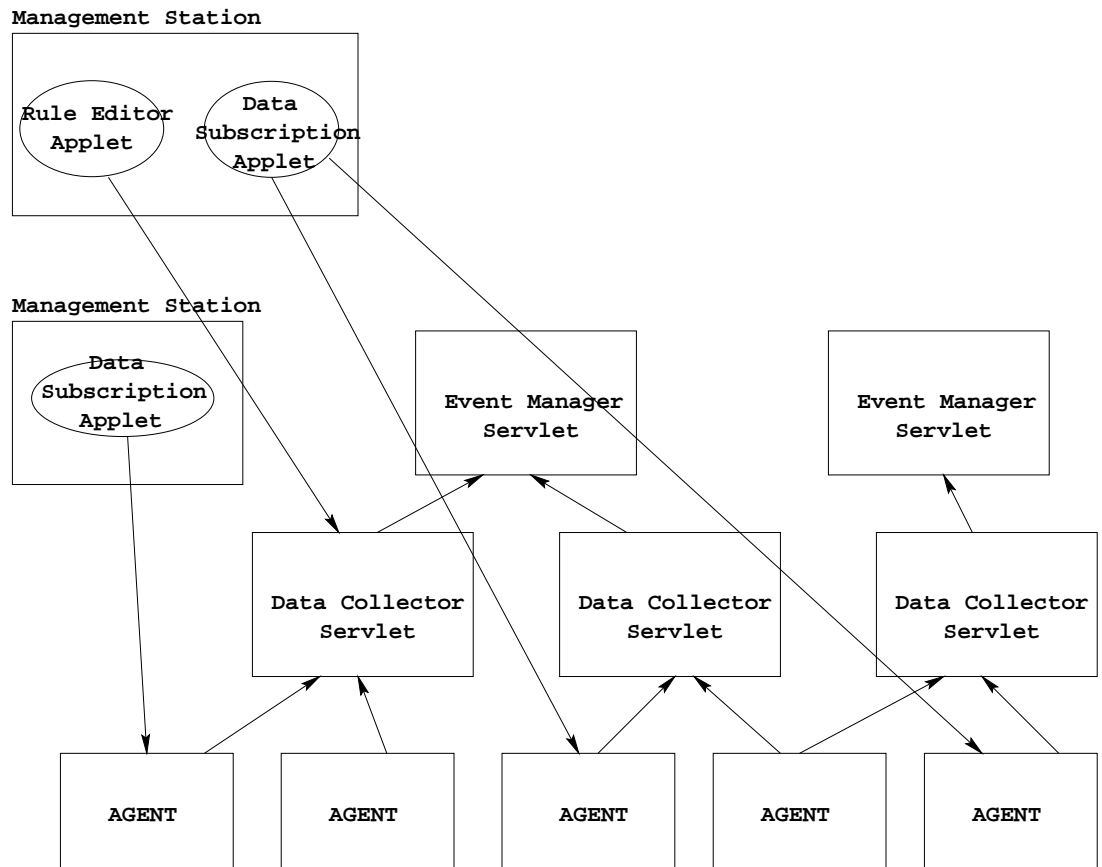 Management Station
Rule Editor
Applet
Data
Subscription
Applet
Management Station
Data
Subscription
Applet
Event Manager
Servlet
Event Manager
Servlet
Data Collector
Servlet
Data Collector
Servlet
Data Collector
Servlet
AGENT
AGENT
AGENT
AGENT
AGENT